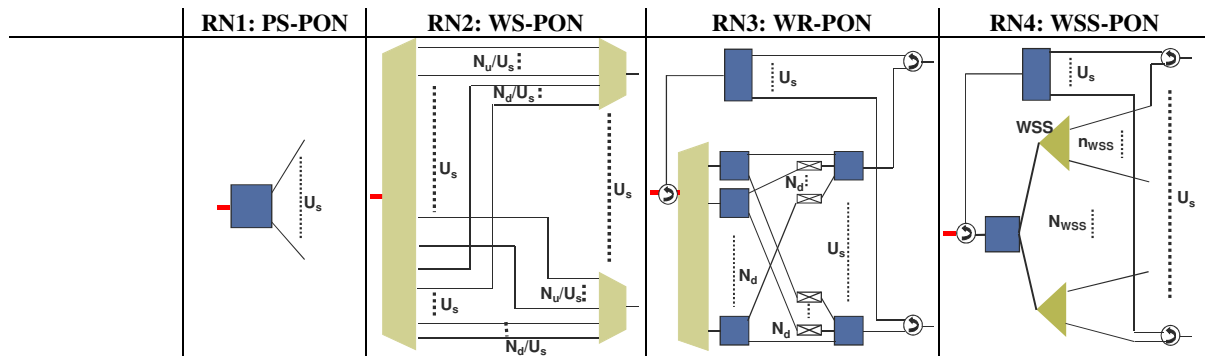 RN1: PS-PON
RN2: WS-PON
RN3: WR-PON
RN4: WSS-PON
Us
Nu/Us
Nd/Us
Us
Us
Us
Nu/Us
Nd/Us
Us
Nd
Nd
Us
Nd
Us
WSS
nWSS
NWSS
Us